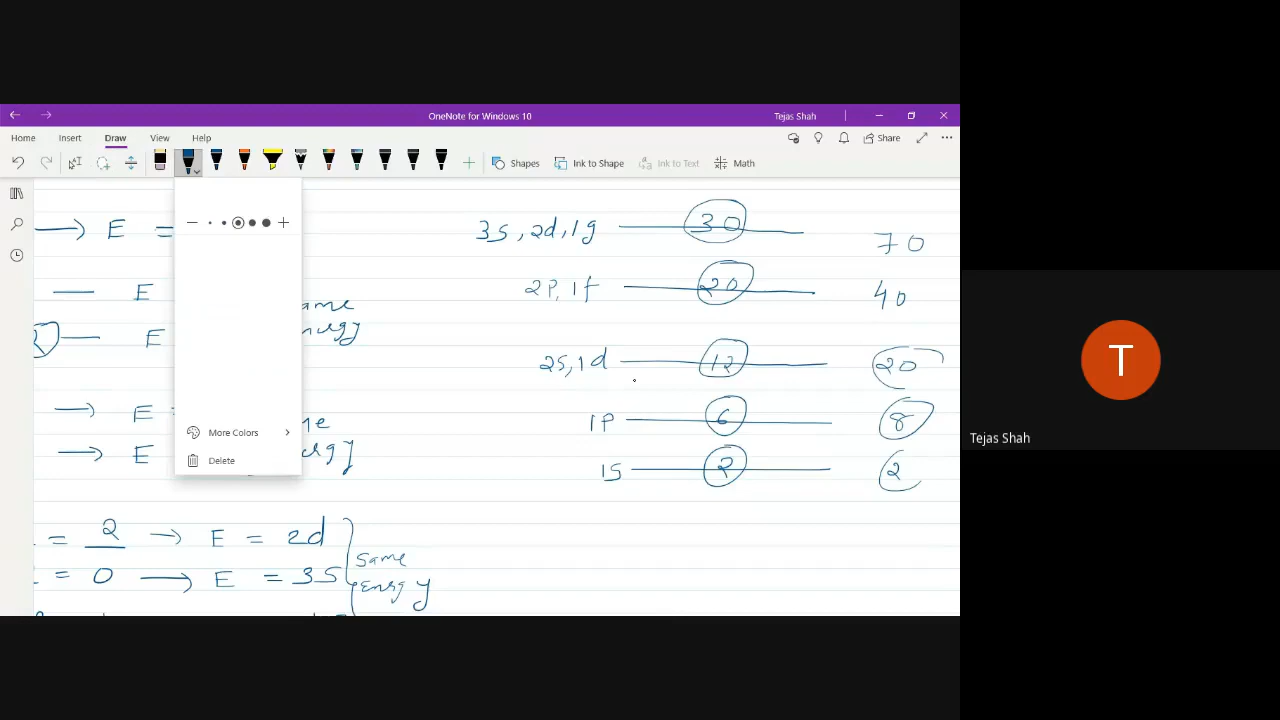 OneNote for Windows 10
Tejas Shah
Home Insert Draw View Help
Share
Shapes Ink to Shape Ink to Text Math
More Colors
Delete
→ E =
— E
— E
ame
nergy
→ E =
→ E
me
ergy
= 2 → E = 2d
= 0 → E = 3S
Same
energy
3s, 2d, 1g 30 70
2p, 1f 20 40
2s, 1d 12 20
1p 6 8
1s 2 2
T
Tejas Shah